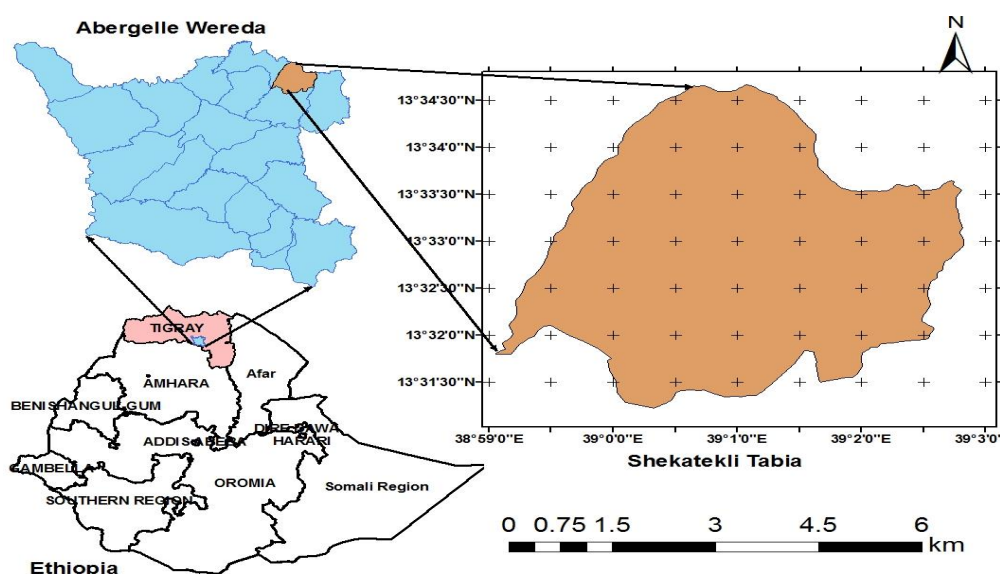 Abergelle Wereda
N
13°34'30"N
13°34'0"N
13°33'30"N
13°33'0"N
13°32'30"N
13°32'0"N
13°31'30"N
38°59'0"E
39°0'0"E
39°1'0"E
39°2'0"E
39°3'0
Shekatekli Tabia
TIGRAY
Afar
AMHARA
BENISHANGUL GUM
DIRE DAWA
ADDIS ABEBA
HARARI
GAMBELLA
OROMIA
Somali Region
SOUTHERN REGION
Ethiopia
0 0.75 1.5 3 4.5 6
km